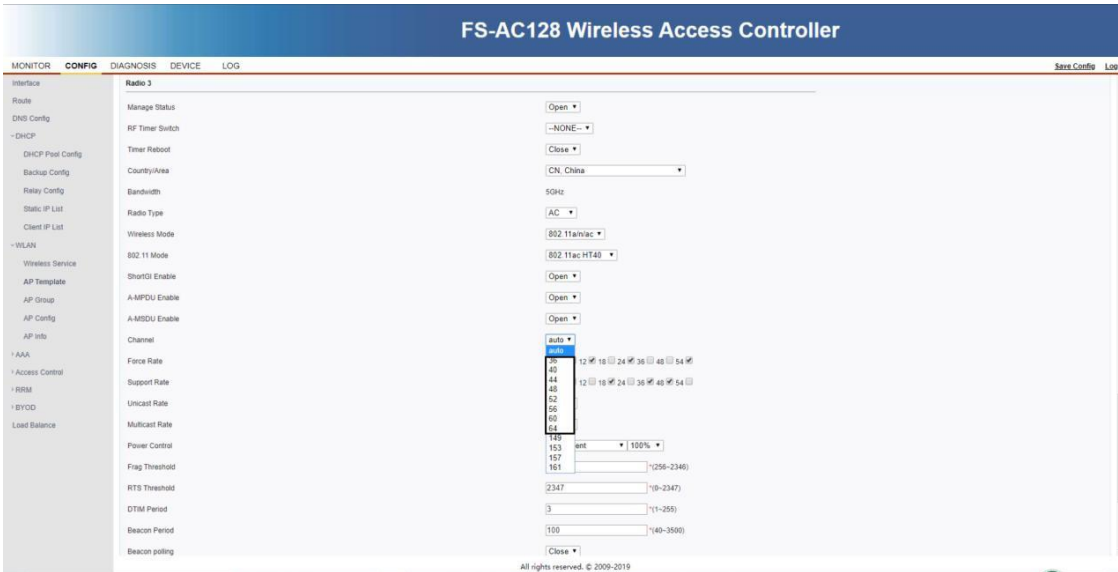 FS-AC128 Wireless Access Controller
MONITOR CONFIG DIAGNOSIS DEVICE LOG Save Config Log
Interface
Route
DNS Config
DHCP
DHCP Pool Config
Backup Config
Relay Config
Static IP List
Client IP List
WLAN
Wireless Service
AP Template
AP Group
AP Config
AP Info
AAA
Access Control
RRM
BYOD
Load Balance
Radio 3
Manage Status Open
RF Timer Switch --NONE--
Timer Reboot Close
Country/Area CN, China
Bandwidth 5GHz
Radio Type AC
Wireless Mode 802.11a/n/ac
802.11 Mode 802.11ac HT40
ShortGI Enable Open
A-MPDU Enable Open
A-MSDU Enable Open
Channel auto
auto
36
40
44
48
52
56
60
64
149
153
157
161
Force Rate 12 18 24 36 48 54
Support Rate 12 18 24 36 48 54
Unicast Rate
Multicast Rate
Power Control ent 100%
Frag Threshold *(256~2346)
RTS Threshold 2347 *(0~2347)
DTIM Period 3 *(1~255)
Beacon Period 100 *(40~3500)
Beacon polling Close
All rights reserved. © 2009-2019